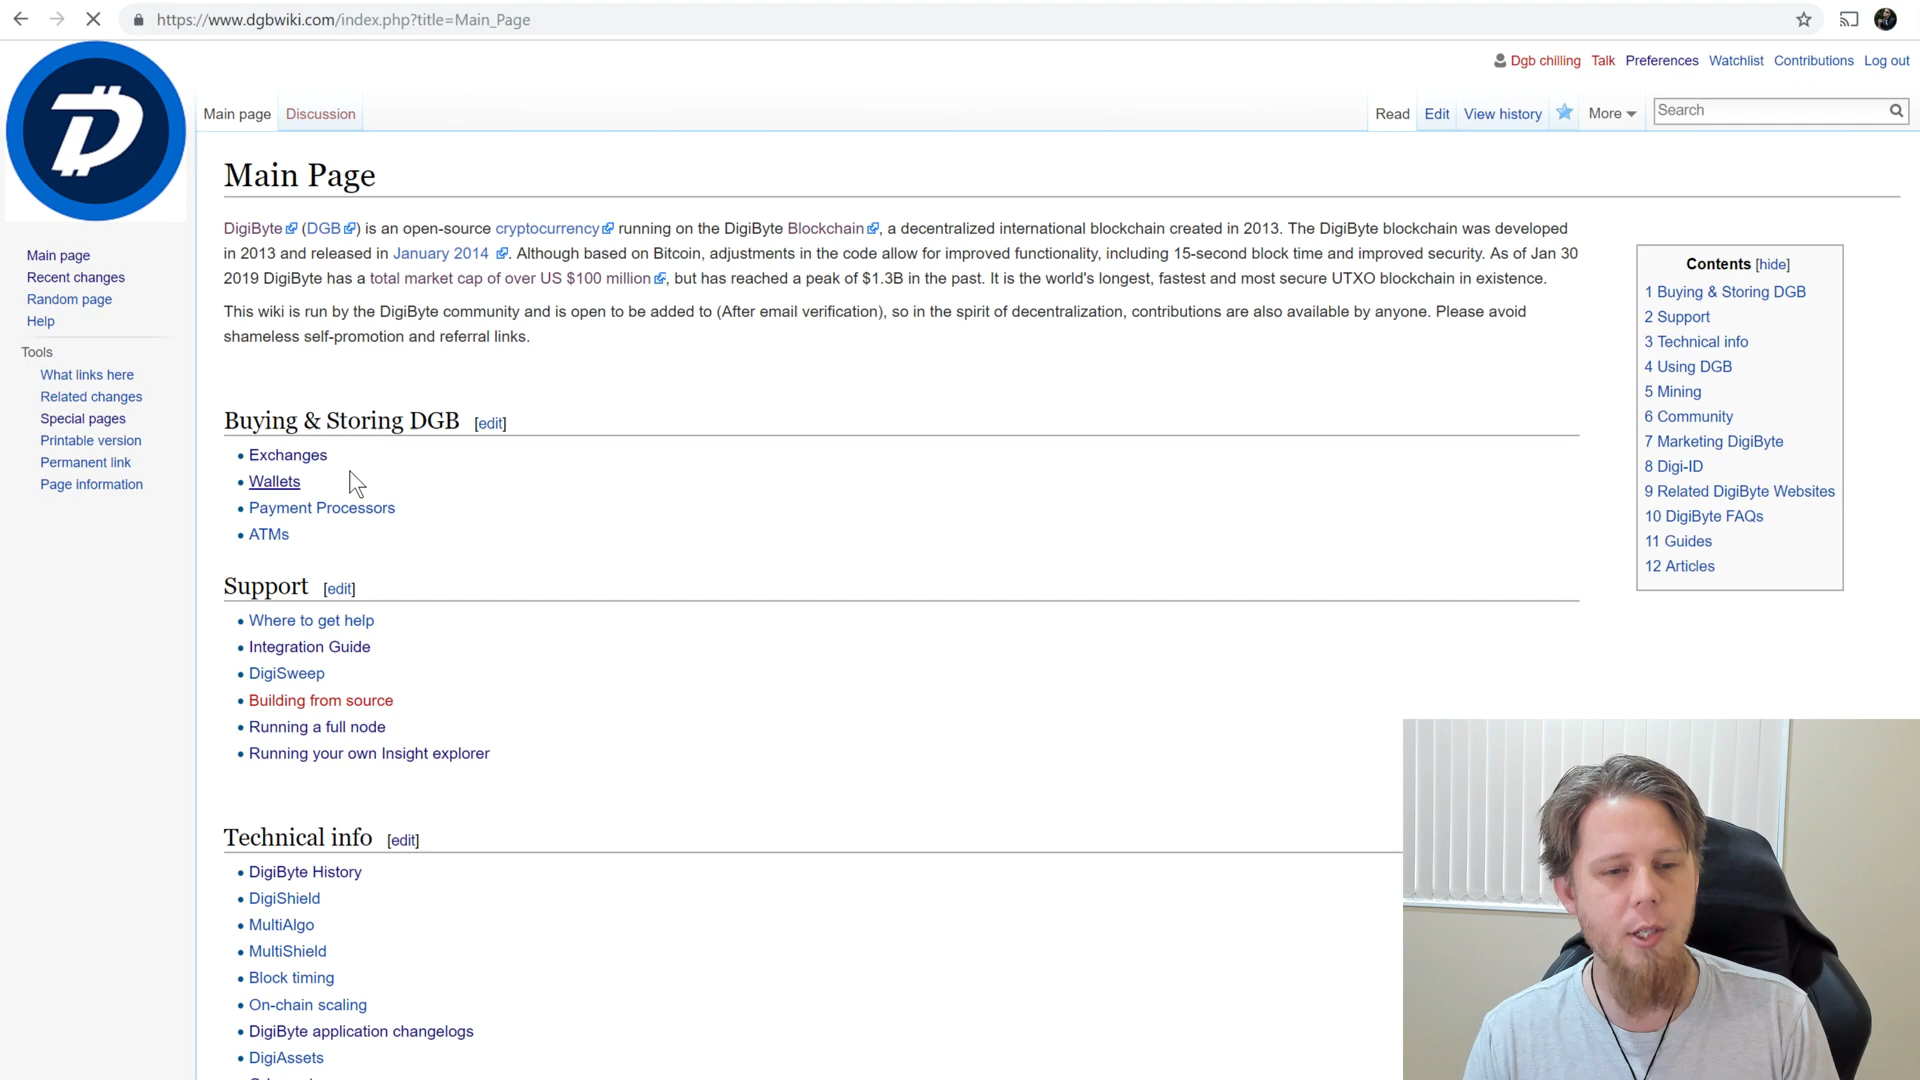 https://www.dgbwiki.com/index.php?title=Main_Page
Dgb chilling Talk Preferences Watchlist Contributions Log out
Main page Discussion Read Edit View history More Search
Main Page
DigiByte (DGB) is an open-source cryptocurrency running on the DigiByte Blockchain, a decentralized international blockchain created in 2013. The DigiByte blockchain was developed
in 2013 and released in January 2014. Although based on Bitcoin, adjustments in the code allow for improved functionality, including 15-second block time and improved security. As of Jan 30
2019 DigiByte has a total market cap of over US $100 million, but has reached a peak of $1.3B in the past. It is the world's longest, fastest and most secure UTXO blockchain in existence.
This wiki is run by the DigiByte community and is open to be added to (After email verification), so in the spirit of decentralization, contributions are also available by anyone. Please avoid
shameless self-promotion and referral links.
Main page
Recent changes
Random page
Help
Tools
What links here
Related changes
Special pages
Printable version
Permanent link
Page information
Contents [hide]
1 Buying & Storing DGB
2 Support
3 Technical info
4 Using DGB
5 Mining
6 Community
7 Marketing DigiByte
8 Digi-ID
9 Related DigiByte Websites
10 DigiByte FAQs
11 Guides
12 Articles
Buying & Storing DGB [edit]
Exchanges
Wallets
Payment Processors
ATMs
Support [edit]
Where to get help
Integration Guide
DigiSweep
Building from source
Running a full node
Running your own Insight explorer
Technical info [edit]
DigiByte History
DigiShield
MultiAlgo
MultiShield
Block timing
On-chain scaling
DigiByte application changelogs
DigiAssets